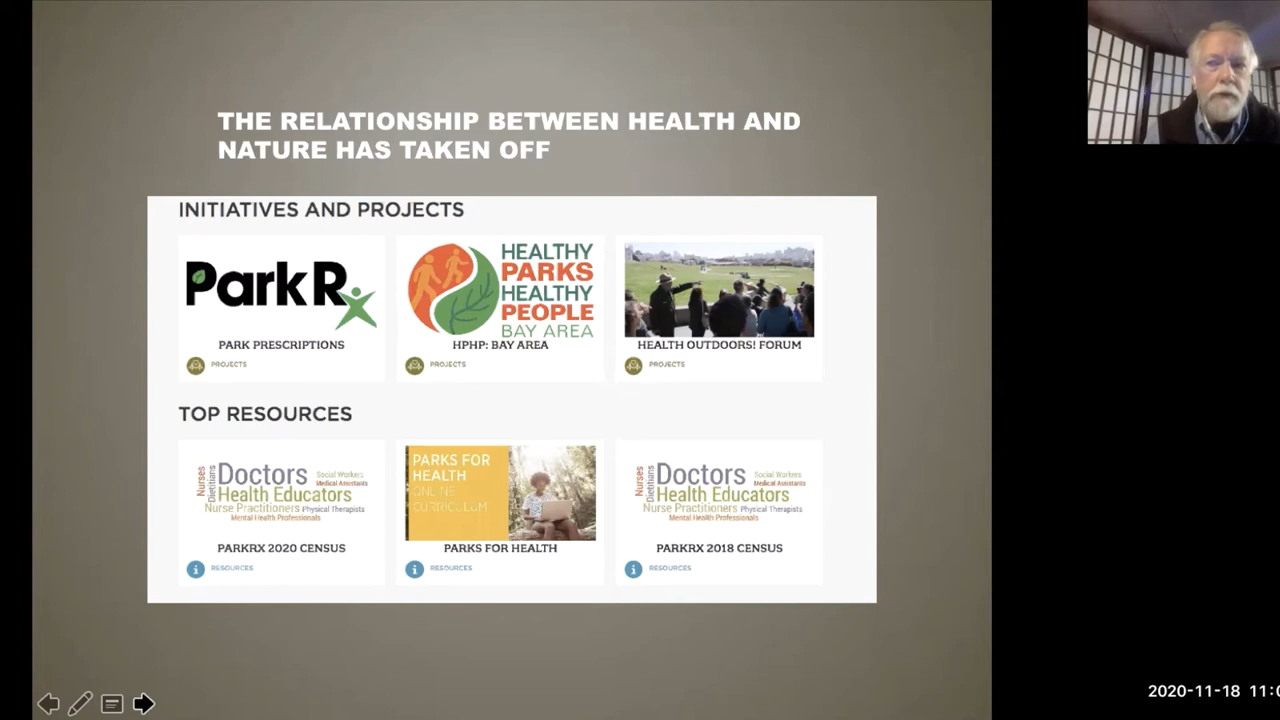 THE RELATIONSHIP BETWEEN HEALTH AND
NATURE HAS TAKEN OFF
INITIATIVES AND PROJECTS
Park Rx
PARK PRESCRIPTIONS
PROJECTS
HEALTHY
PARKS
HEALTHY
PEOPLE
BAY AREA
HPHP: BAY AREA
PROJECTS
HEALTH OUTDOORS! FORUM
PROJECTS
TOP RESOURCES
Nurses
Dietitians
Doctors
Social Workers
Medical Assistants
Health Educators
Nurse Practitioners Physical Therapists
Mental Health Professionals
PARKRX 2020 CENSUS
RESOURCES
PARKS FOR
HEALTH
ONLINE
CURRICULUM
PARKS FOR HEALTH
RESOURCES
Nurses
Dietitians
Doctors
Social Workers
Medical Assistants
Health Educators
Nurse Practitioners Physical Therapists
Mental Health Professionals
PARKRX 2018 CENSUS
RESOURCES
2020-11-18 11: